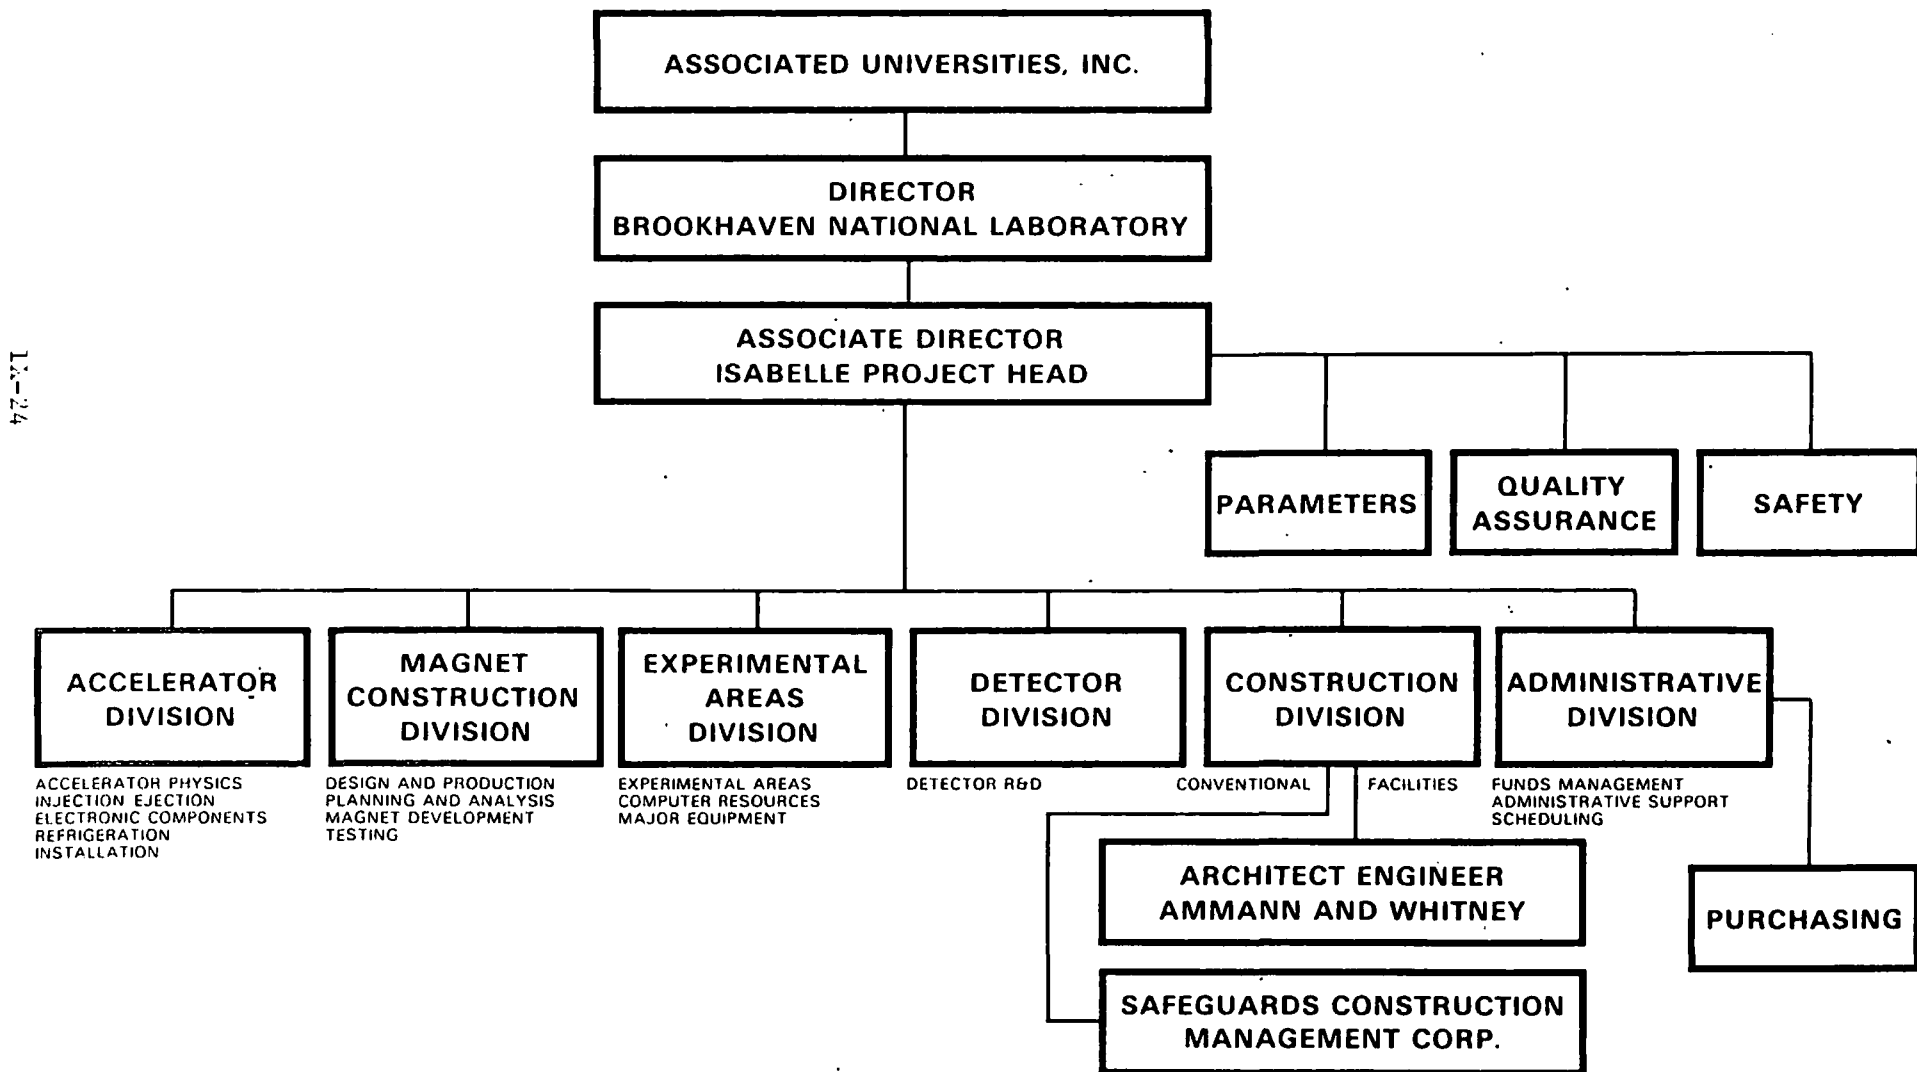 ASSOCIATED UNIVERSITIES, INC.
DIRECTOR
BROOKHAVEN NATIONAL LABORATORY
ASSOCIATE DIRECTOR
ISABELLE PROJECT HEAD
PARAMETERS
QUALITY
ASSURANCE
SAFETY
ACCELERATOR
DIVISION
ACCELERATOR PHYSICS
INJECTION EJECTION
ELECTRONIC COMPONENTS
REFRIGERATION
INSTALLATION
MAGNET
CONSTRUCTION
DIVISION
DESIGN AND PRODUCTION
PLANNING AND ANALYSIS
MAGNET DEVELOPMENT
TESTING
EXPERIMENTAL
AREAS
DIVISION
EXPERIMENTAL AREAS
COMPUTER RESOURCES
MAJOR EQUIPMENT
DETECTOR
DIVISION
DETECTOR R&D
CONSTRUCTION
DIVISION
CONVENTIONAL FACILITIES
ADMINISTRATIVE
DIVISION
FUNDS MANAGEMENT
ADMINISTRATIVE SUPPORT
SCHEDULING
ARCHITECT ENGINEER
AMMANN AND WHITNEY
PURCHASING
SAFEGUARDS CONSTRUCTION
MANAGEMENT CORP.